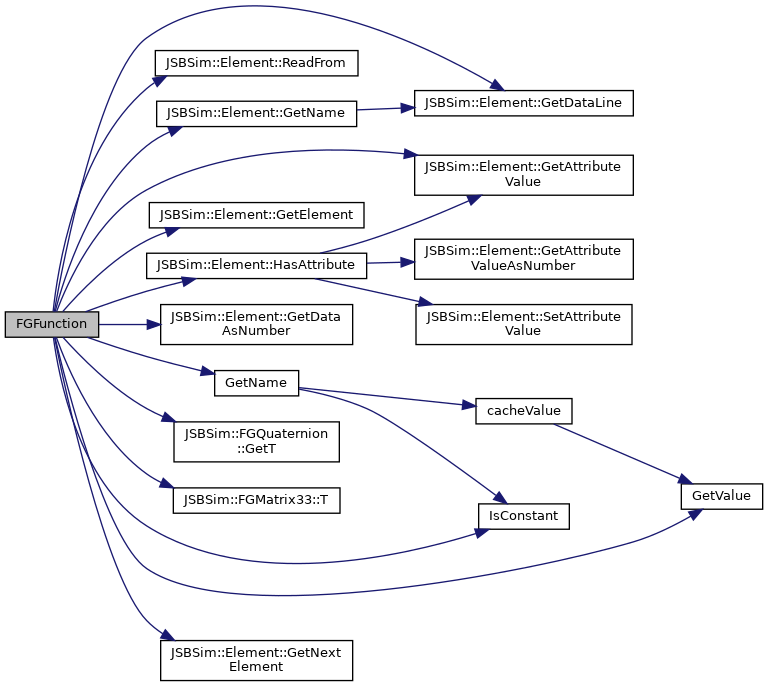 FGFunction
JSBSim::Element::ReadFrom
JSBSim::Element::GetName
JSBSim::Element::GetDataLine
JSBSim::Element::GetAttribute
Value
JSBSim::Element::GetElement
JSBSim::Element::HasAttribute
JSBSim::Element::GetAttribute
ValueAsNumber
JSBSim::Element::SetAttribute
Value
JSBSim::Element::GetData
AsNumber
GetName
cacheValue
JSBSim::FGQuaternion
::GetT
JSBSim::FGMatrix33::T
IsConstant
GetValue
JSBSim::Element::GetNext
Element